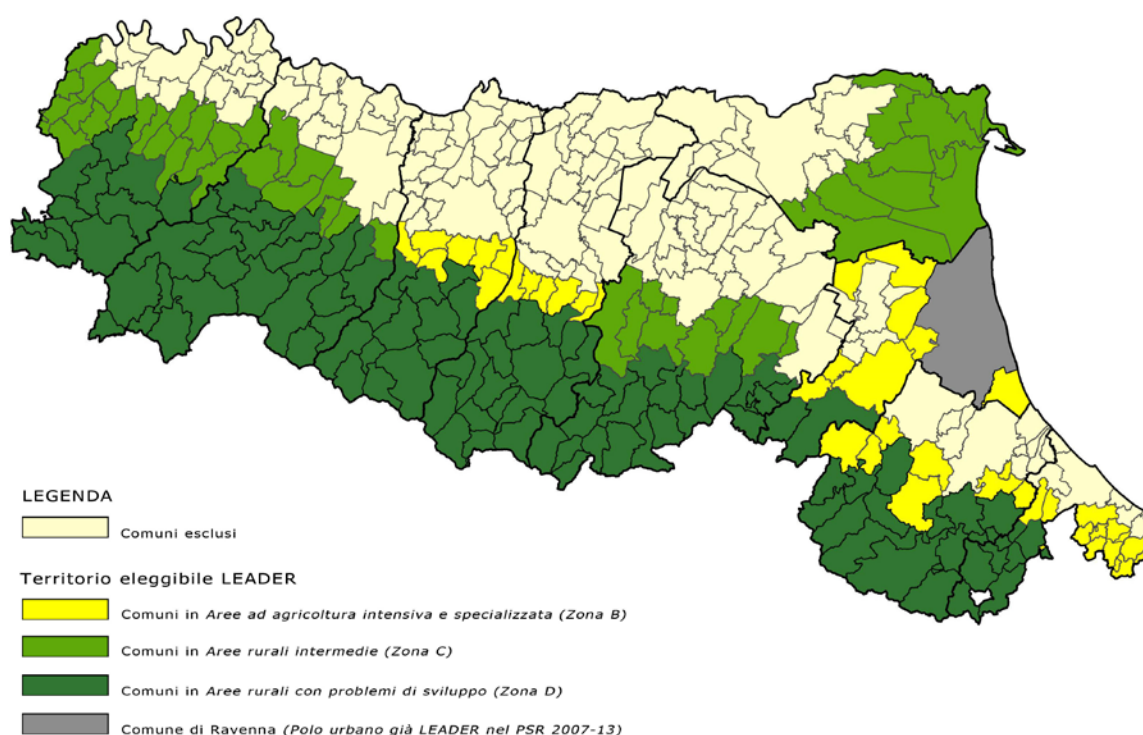 LEGENDA
Comuni esclusi
Territorio eleggibile LEADER
Comuni in Aree ad agricoltura intensiva e specializzata (Zona B)
Comuni in Aree rurali intermedie (Zona C)
Comuni in Aree rurali con problemi di sviluppo (Zona D)
Comune di Ravenna (Polo urbano già LEADER nel PSR 2007-13)